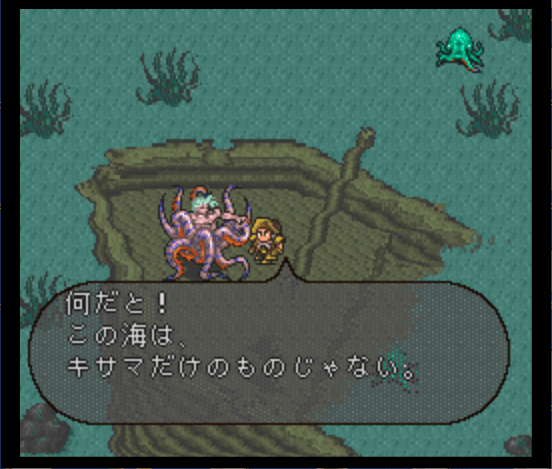 何だと！
この海は、
キサマだけのものじゃない。